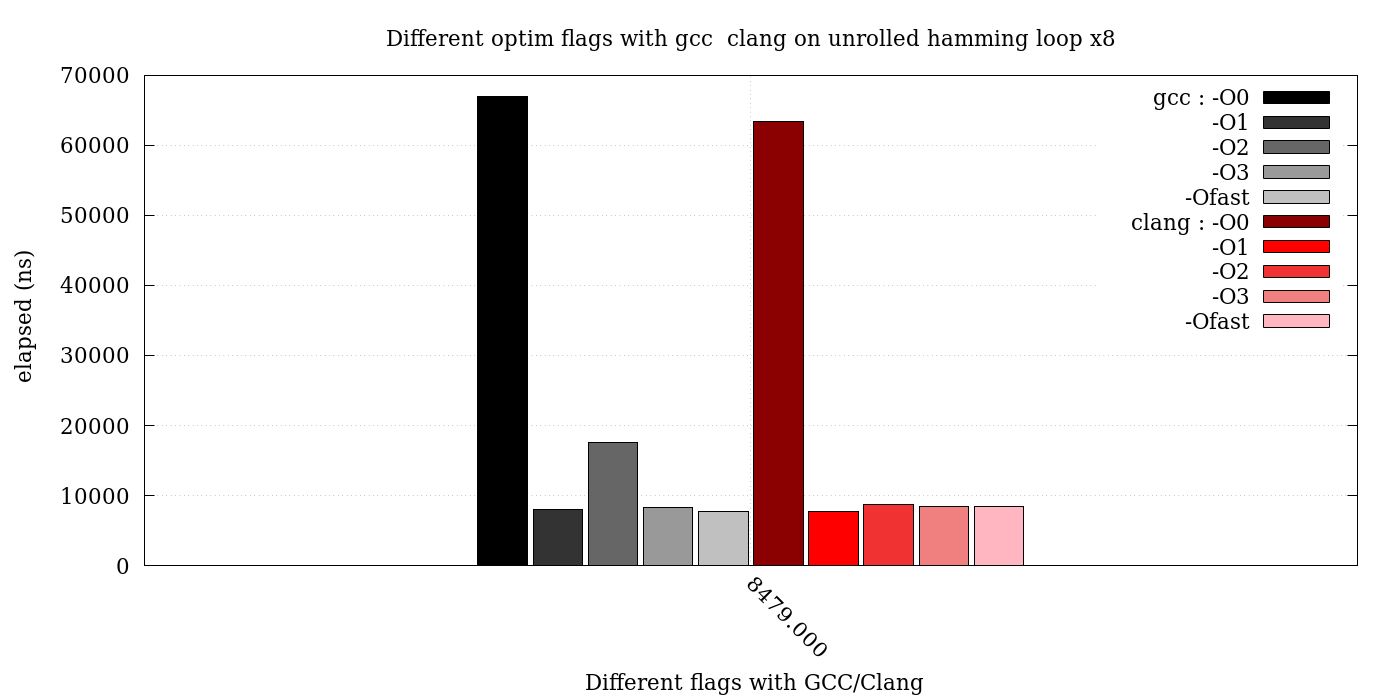 Different optim flags with gcc  clang on unrolled hamming loop x8
70000
60000
50000
40000
30000
20000
10000
0
elapsed (ns)
gcc : -O0
-O1
-O2
-O3
-Ofast
clang : -O0
-O1
-O2
-O3
-Ofast
8479.000
Different flags with GCC/Clang